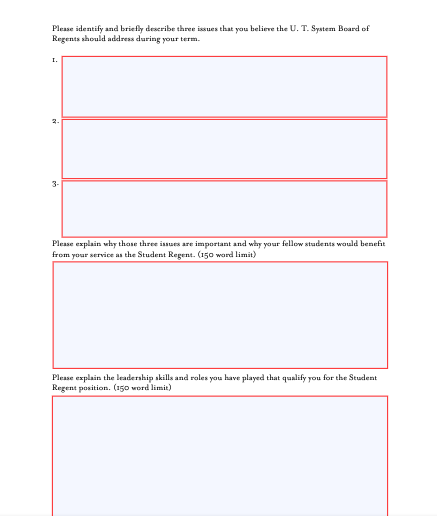 Please identify and briefly describe three issues that you believe the U. T. System Board of
Regents should address during your term.
1.
2.
3.
Please explain why those three issues are important and why your fellow students would benefit
from your service as the Student Regent. (150 word limit)
Please explain the leadership skills and roles you have played that qualify you for the Student
Regent position. (150 word limit)